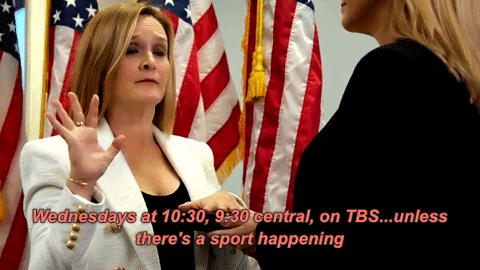 Wednesdays at 10:30, 9:30 central, on TBS...unless
there's a sport happening